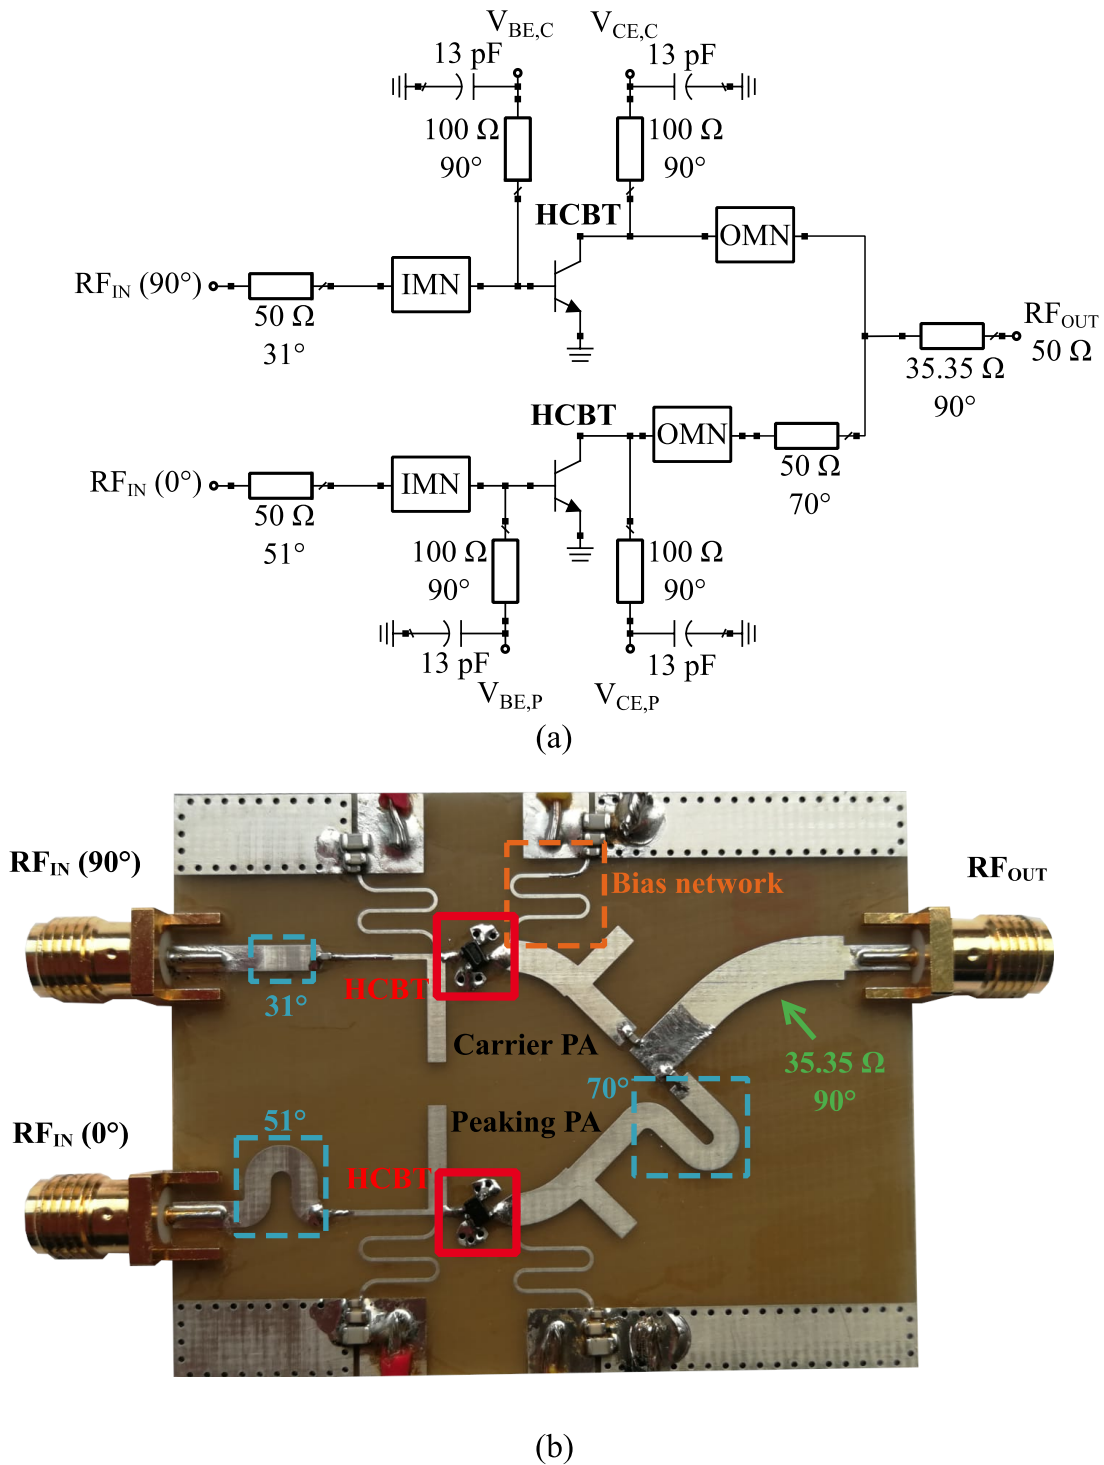 V_BE,C
V_CE,C
13 pF
13 pF
100 Ω
90°
100 Ω
90°
HCBT
OMN
RF_IN (90°)
IMN
50 Ω
31°
RF_OUT
50 Ω
35.35 Ω
90°
HCBT
OMN
RF_IN (0°)
IMN
50 Ω
70°
50 Ω
51°
100 Ω
90°
100 Ω
90°
13 pF
13 pF
V_BE,P
V_CE,P
(a)
RF_IN (90°)
RF_OUT
Bias network
HCBT
31°
Carrier PA
35.35 Ω
90°
70°
Peaking PA
51°
RF_IN (0°)
HCBT
(b)